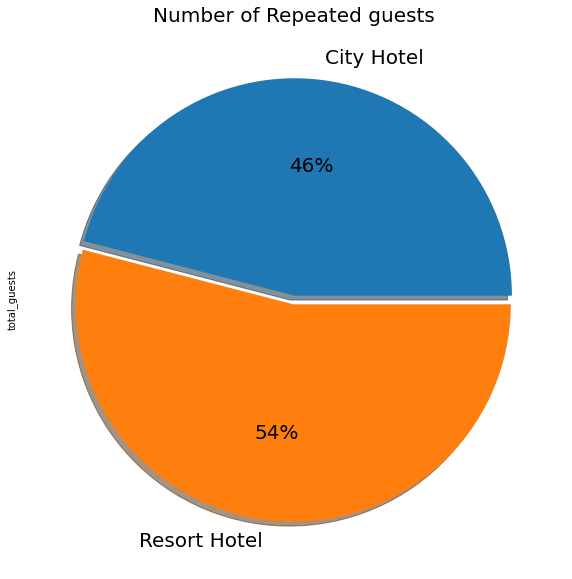 Number of Repeated guests
City Hotel
46%
total_guests
54%
Resort Hotel